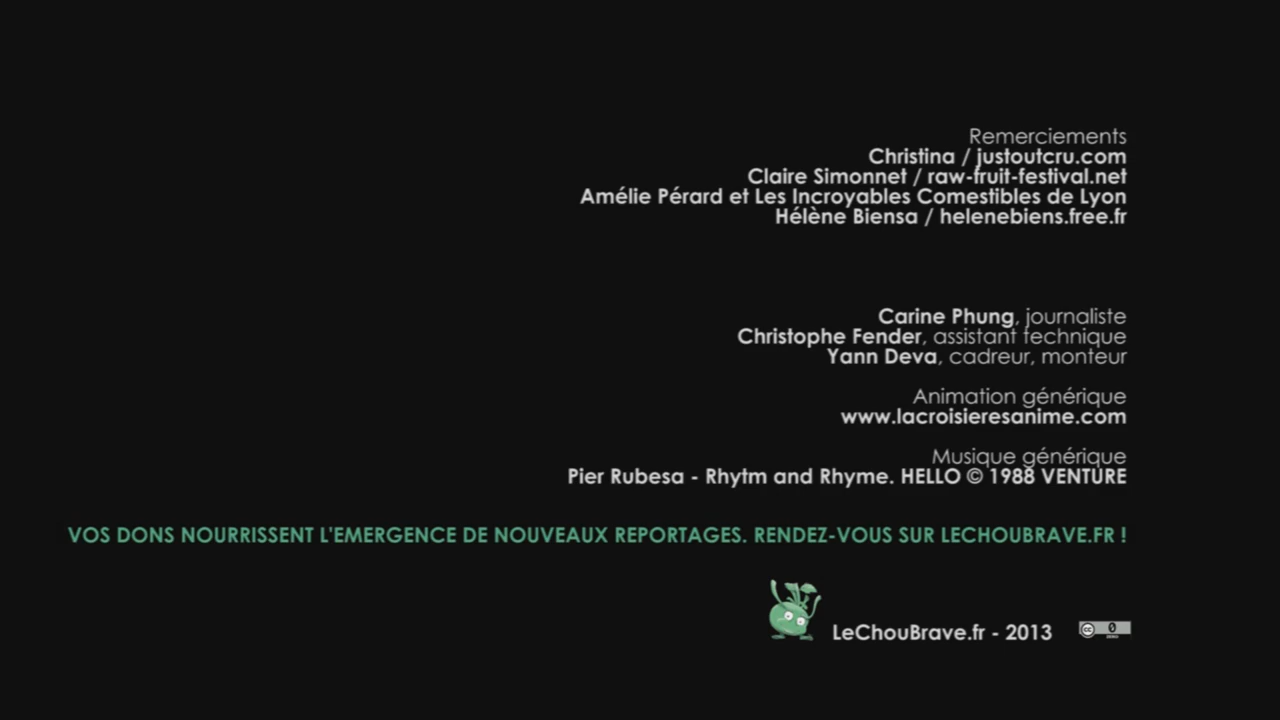 Remerciements
Christina / justoutcru.com
Claire Simonnet / raw-fruit-festival.net
Amélie Pérard et Les Incroyables Comestibles de Lyon
Hélène Biensa / helenebiens.free.fr
Carine Phung, journaliste
Christophe Fender, assistant technique
Yann Deva, cadreur, monteur
Animation générique
www.lacroisieresanime.com
Musique générique
Pier Rubesa - Rhytm and Rhyme. HELLO © 1988 VENTURE
VOS DONS NOURRISSENT L'EMERGENCE DE NOUVEAUX REPORTAGES. RENDEZ-VOUS SUR LECHOUBRAVE.FR !
LeChouBrave.fr - 2013
cc 0